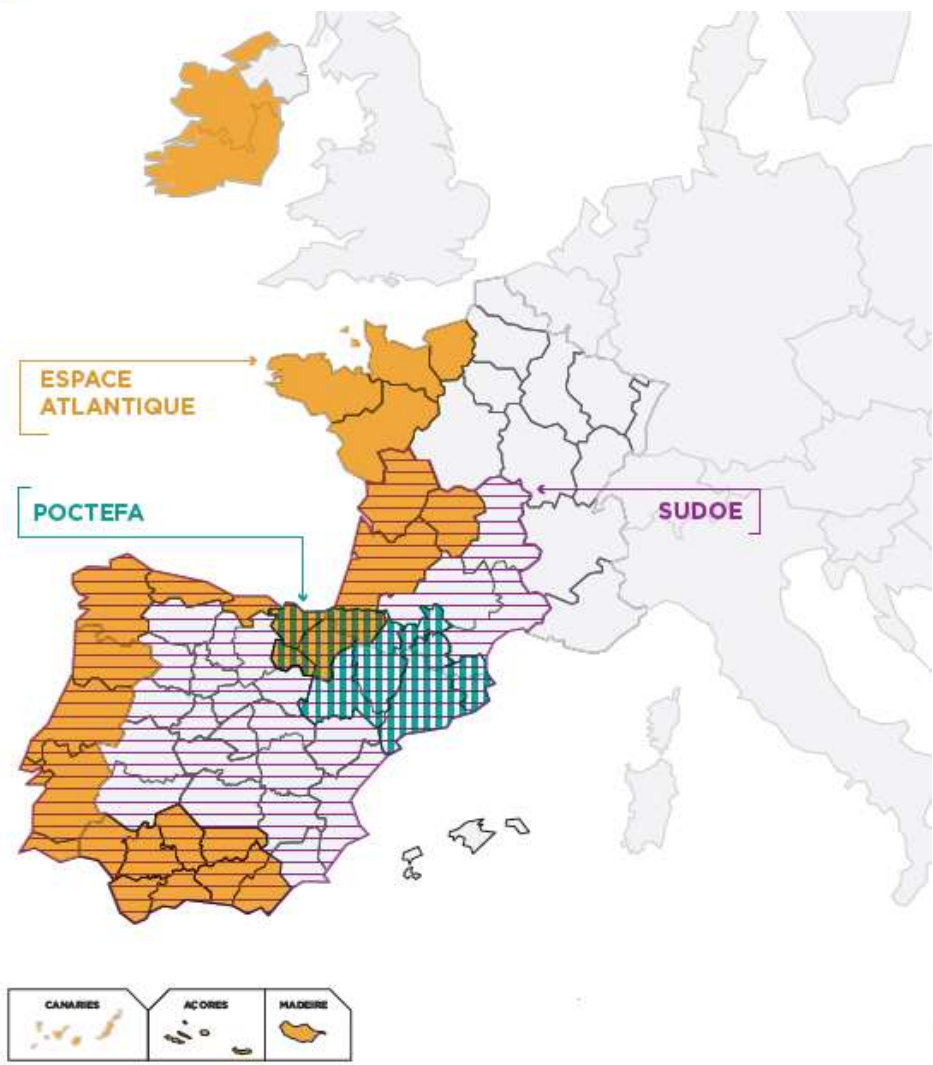 ESPACE
ATLANTIQUE
POCTEFA
SUDOE
CANARIES
AÇORES
MADEIRE